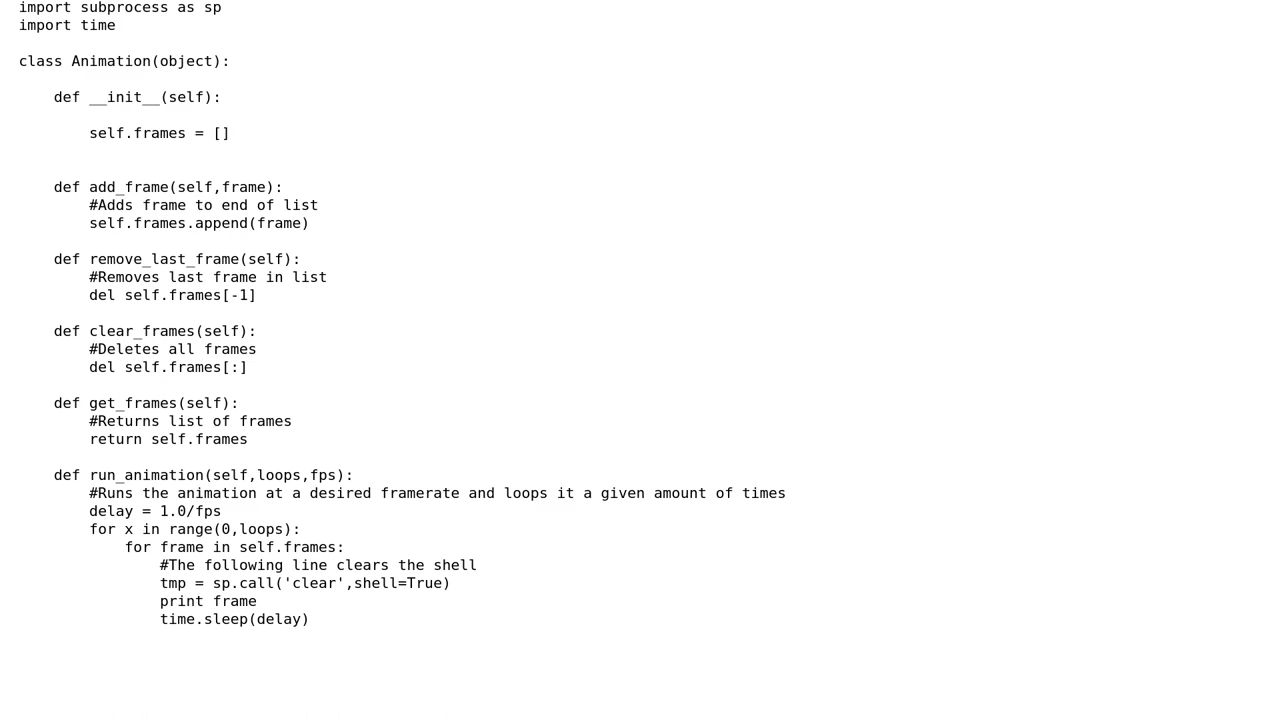 import subprocess as sp
import time
class Animation(object):
    def __init__(self):
        self.frames = []
    def add_frame(self,frame):
        #Adds frame to end of list
        self.frames.append(frame)
    def remove_last_frame(self):
        #Removes last frame in list
        del self.frames[-1]
    def clear_frames(self):
        #Deletes all frames
        del self.frames[:]
    def get_frames(self):
        #Returns list of frames
        return self.frames
    def run_animation(self,loops,fps):
        #Runs the animation at a desired framerate and loops it a given amount of times
        delay = 1.0/fps
        for x in range(0,loops):
            for frame in self.frames:
                #The following line clears the shell
                tmp = sp.call('clear',shell=True)
                print frame
                time.sleep(delay)